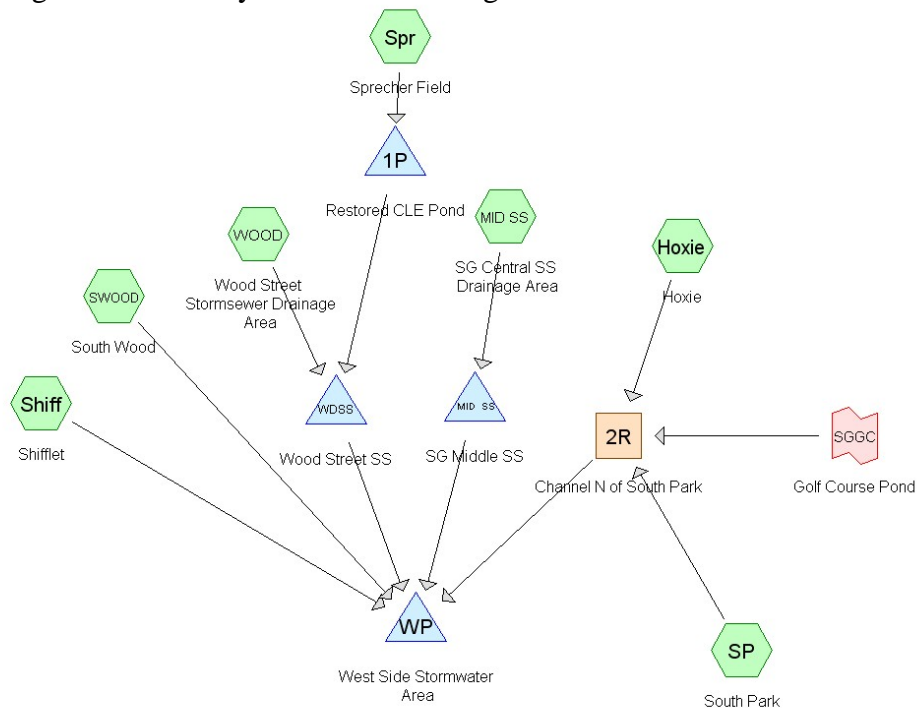 Spr
Sprecher Field
1P
Restored CLE Pond
MID SS
SG Central SS
Drainage Area
WOOD
Wood Street
Stormsewer Drainage
Area
Hoxie
Hoxie
SWOOD
South Wood
Shiff
Shifflet
WDSS
Wood Street SS
MID SS
SG Middle SS
2R
Channel N of South Park
SGGC
Golf Course Pond
WP
West Side Stormwater
Area
SP
South Park